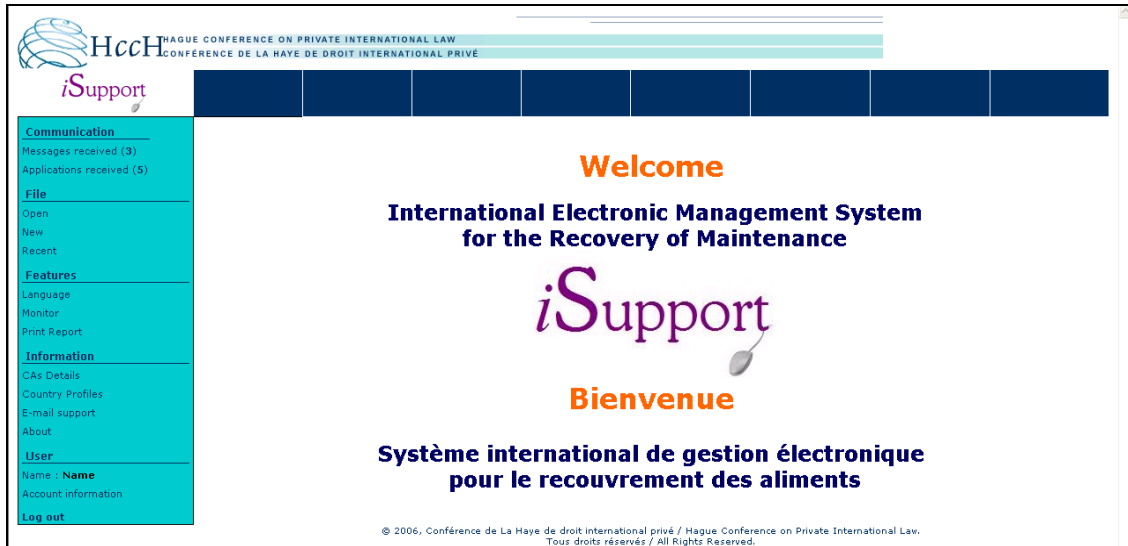 HccH
HAGUE CONFERENCE ON PRIVATE INTERNATIONAL LAW
CONFÉRENCE DE LA HAYE DE DROIT INTERNATIONAL PRIVÉ
iSupport
Communication
Messages received (3)
Applications received (5)
File
Open
New
Recent
Features
Language
Monitor
Print Report
Information
CAs Details
Country Profiles
E-mail support
About
User
Name : Name
Account information
Log out
Welcome
International Electronic Management System
for the Recovery of Maintenance
iSupport
Bienvenue
Système international de gestion électronique
pour le recouvrement des aliments
© 2006, Conférence de La Haye de droit international privé / Hague Conference on Private International Law.
Tous droits réservés / All Rights Reserved.